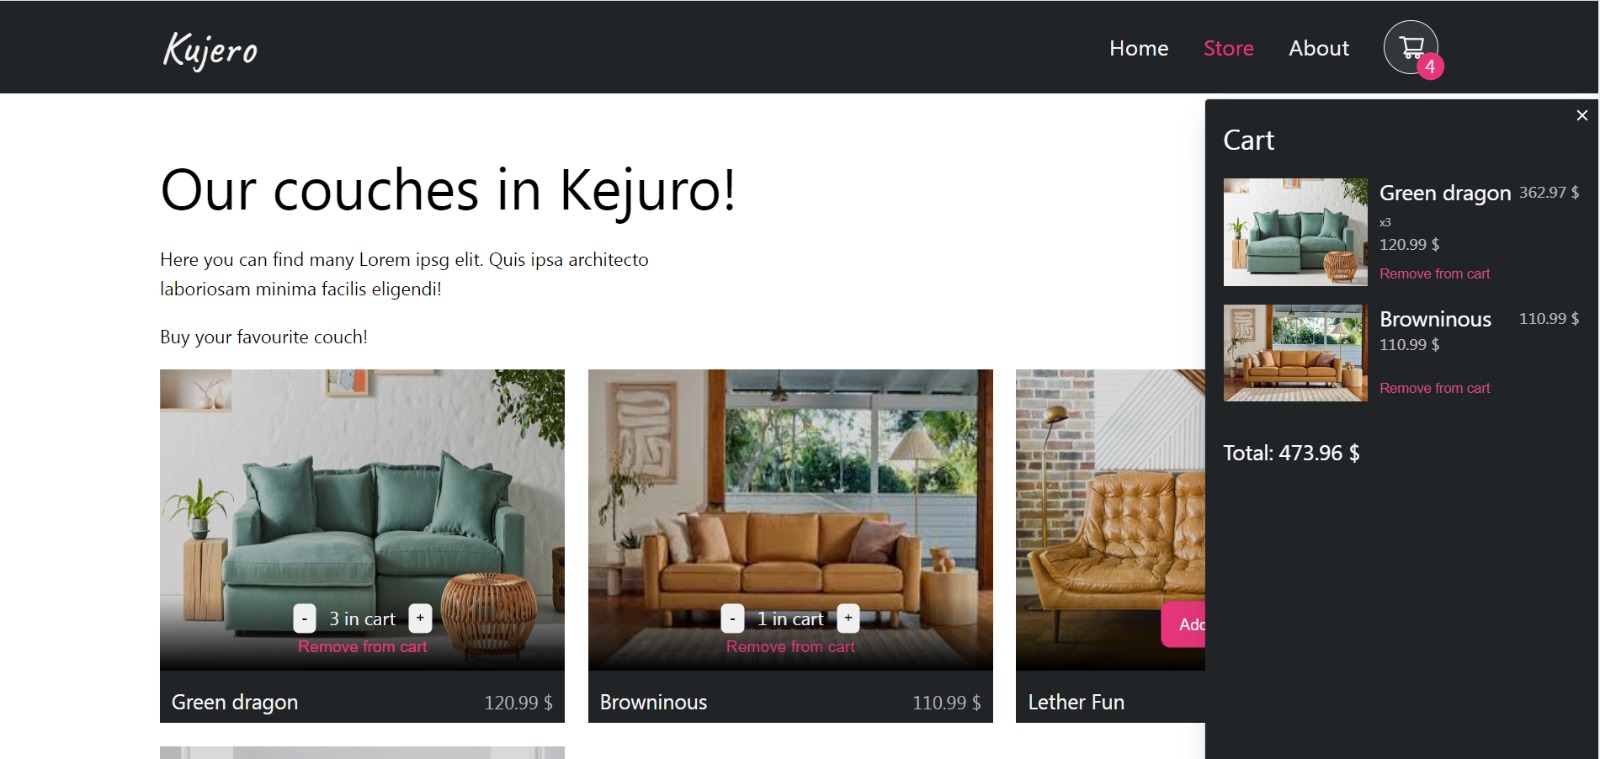 Kujero
Home Store About
4
×
Cart
Green dragon 362.97 $
x3
120.99 $
Remove from cart
Browninous 110.99 $
110.99 $
Remove from cart
Total: 473.96 $
Our couches in Kejuro!
Here you can find many Lorem ipsg elit. Quis ipsa architecto
laboriosam minima facilis eligendi!
Buy your favourite couch!
- 3 in cart +
Remove from cart
Green dragon 120.99 $
- 1 in cart +
Remove from cart
Browninous 110.99 $
Lether Fun